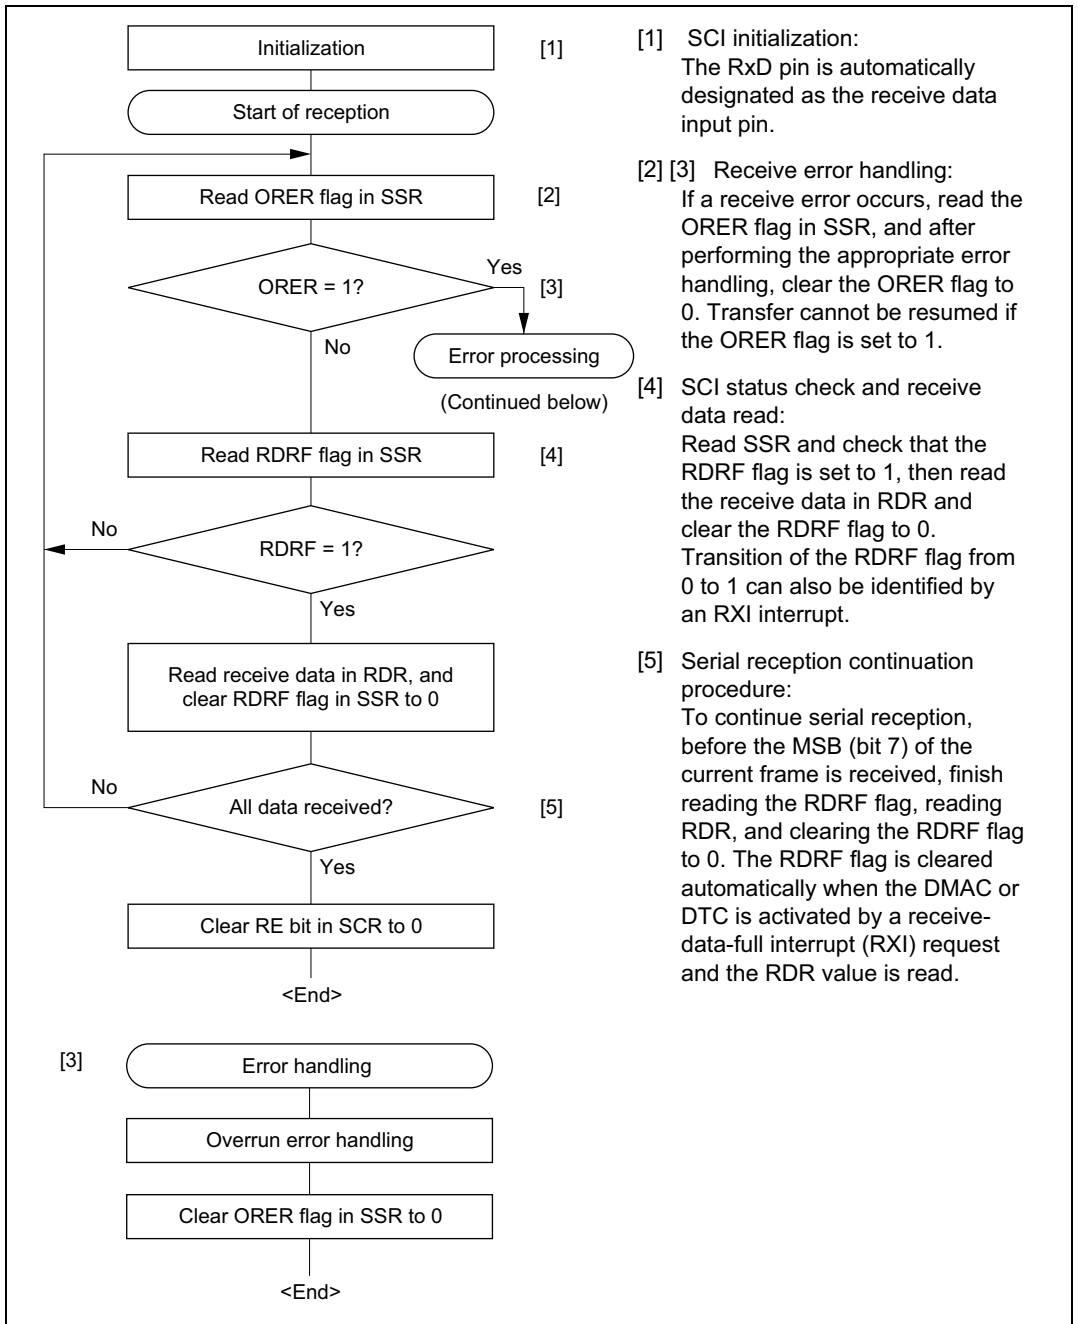 Initialization
[1]
Start of reception
Read ORER flag in SSR
[2]
ORER = 1?
Yes
[3]
No
Error processing
(Continued below)
Read RDRF flag in SSR
[4]
No
RDRF = 1?
Yes
Read receive data in RDR, and
clear RDRF flag in SSR to 0
No
All data received?
[5]
Yes
Clear RE bit in SCR to 0
<End>
[3]
Error handling
Overrun error handling
Clear ORER flag in SSR to 0
<End>
[1] SCI initialization:
The RxD pin is automatically
designated as the receive data
input pin.
[2] [3] Receive error handling:
If a receive error occurs, read the
ORER flag in SSR, and after
performing the appropriate error
handling, clear the ORER flag to
0. Transfer cannot be resumed if
the ORER flag is set to 1.
[4] SCI status check and receive
data read:
Read SSR and check that the
RDRF flag is set to 1, then read
the receive data in RDR and
clear the RDRF flag to 0.
Transition of the RDRF flag from
0 to 1 can also be identified by
an RXI interrupt.
[5] Serial reception continuation
procedure:
To continue serial reception,
before the MSB (bit 7) of the
current frame is received, finish
reading the RDRF flag, reading
RDR, and clearing the RDRF flag
to 0. The RDRF flag is cleared
automatically when the DMAC or
DTC is activated by a receive-
data-full interrupt (RXI) request
and the RDR value is read.